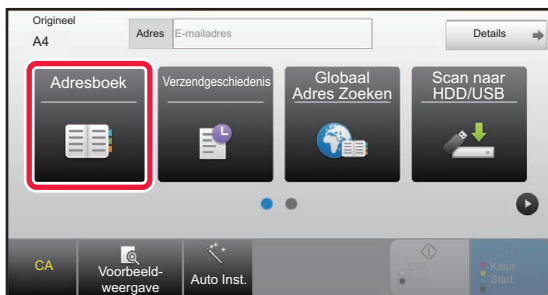 Origineel
A4
Adres
E-mailadres
Details
Adresboek
Verzendgeschiedenis
Globaal
Adres Zoeken
Scan naar
HDD/USB
CA
Voorbeeld-
weergave
Auto Inst.
Z/W
Start
Kleur
Start